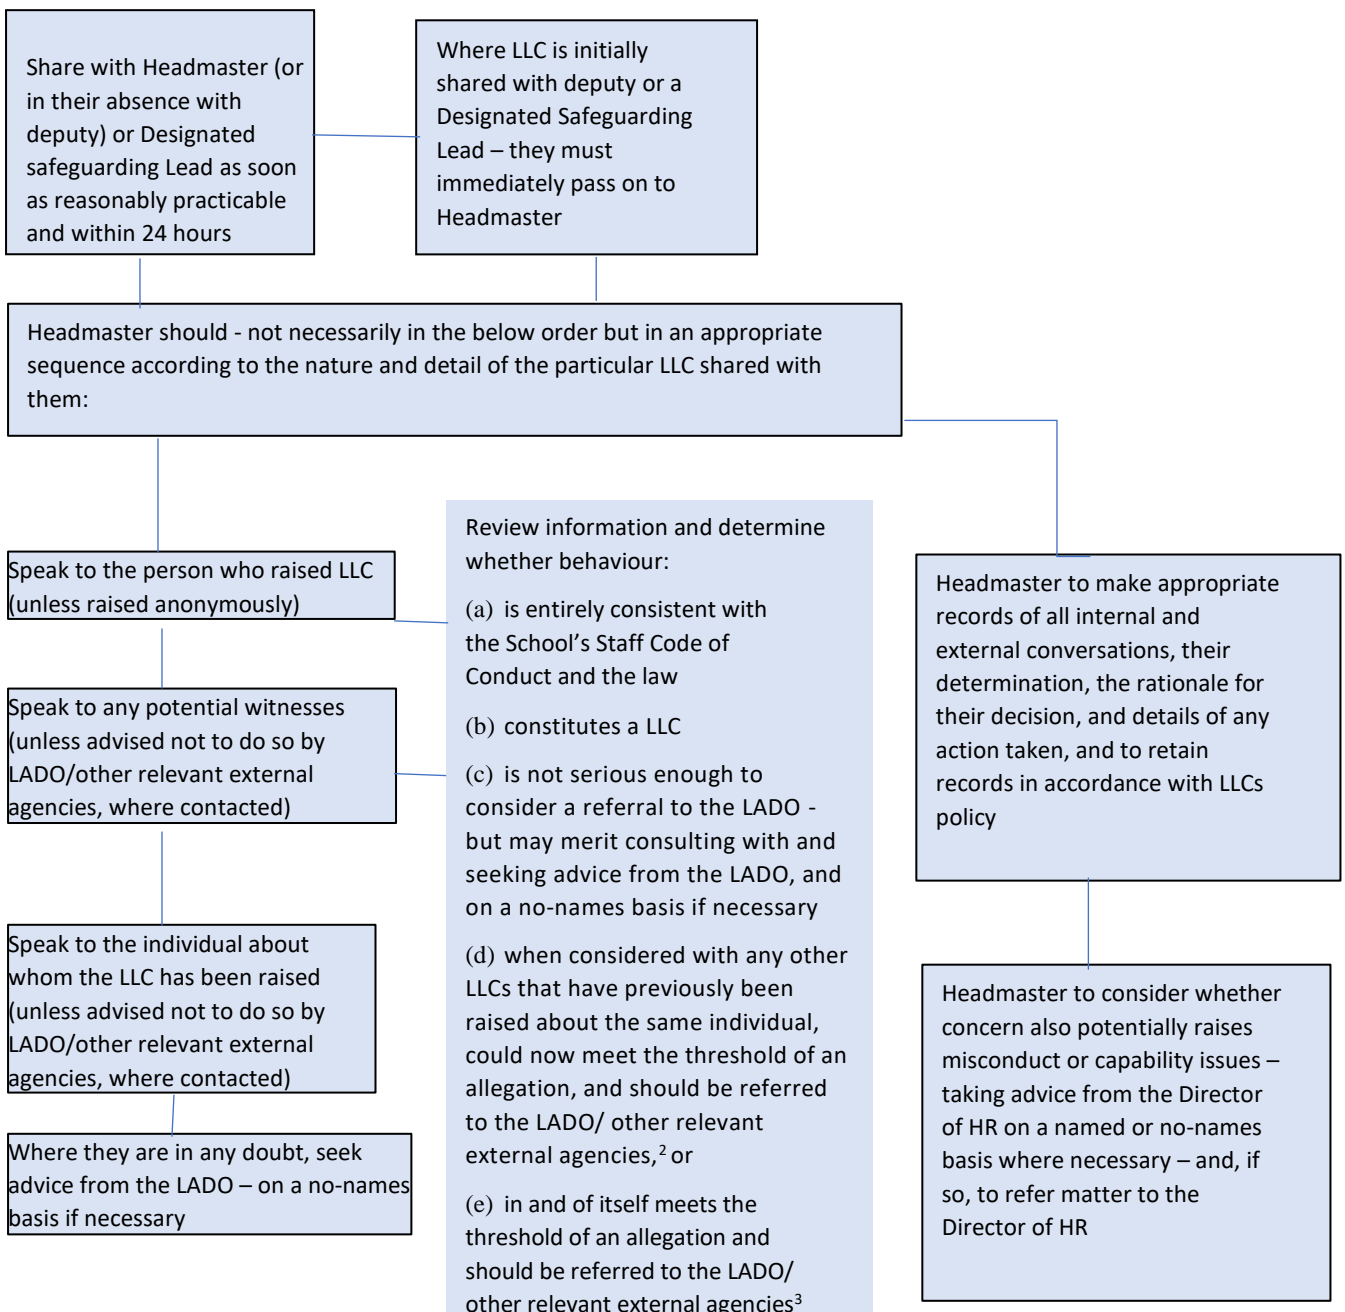 Share with Headmaster (or
in their absence with
deputy) or Designated
safeguarding Lead as soon
as reasonably practicable
and within 24 hours
Where LLC is initially
shared with deputy or a
Designated Safeguarding
Lead – they must
immediately pass on to
Headmaster
Headmaster should - not necessarily in the below order but in an appropriate
sequence according to the nature and detail of the particular LLC shared with
them:
Speak to the person who raised LLC
(unless raised anonymously)
Speak to any potential witnesses
(unless advised not to do so by
LADO/other relevant external
agencies, where contacted)
Speak to the individual about
whom the LLC has been raised
(unless advised not to do so by
LADO/other relevant external
agencies, where contacted)
Where they are in any doubt, seek
advice from the LADO – on a no-names
basis if necessary
Review information and determine
whether behaviour:
(a) is entirely consistent with
the School’s Staff Code of
Conduct and the law
(b) constitutes a LLC
(c) is not serious enough to
consider a referral to the LADO -
but may merit consulting with and
seeking advice from the LADO, and
on a no-names basis if necessary
(d) when considered with any other
LLCs that have previously been
raised about the same individual,
could now meet the threshold of an
allegation, and should be referred
to the LADO/ other relevant
external agencies,² or
(e) in and of itself meets the
threshold of an allegation and
should be referred to the LADO/
other relevant external agencies³
Headmaster to make appropriate
records of all internal and
external conversations, their
determination, the rationale for
their decision, and details of any
action taken, and to retain
records in accordance with LLCs
policy
Headmaster to consider whether
concern also potentially raises
misconduct or capability issues –
taking advice from the Director
of HR on a named or no-names
basis where necessary – and, if
so, to refer matter to the
Director of HR